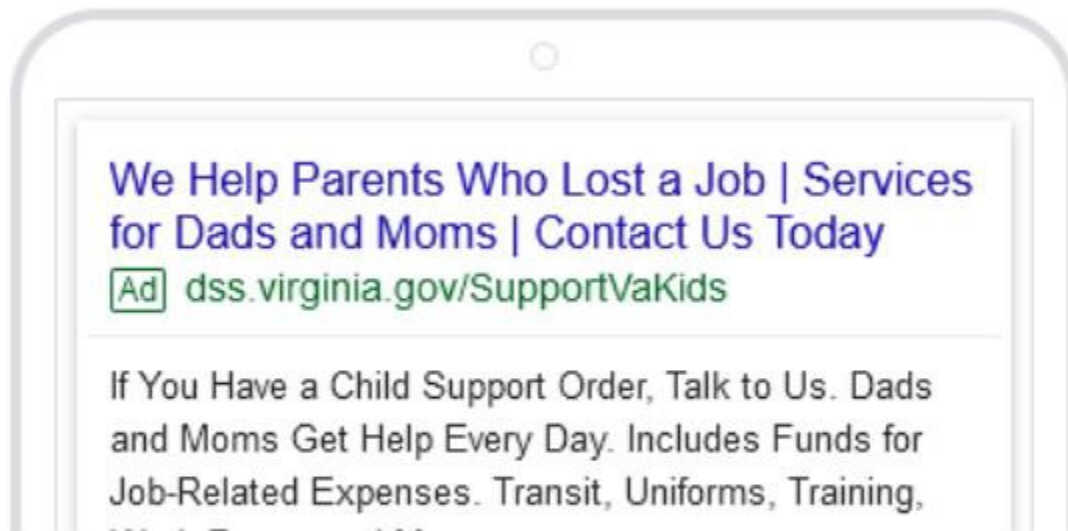 We Help Parents Who Lost a Job | Services
for Dads and Moms | Contact Us Today
Ad dss.virginia.gov/SupportVaKids
If You Have a Child Support Order, Talk to Us. Dads
and Moms Get Help Every Day. Includes Funds for
Job-Related Expenses. Transit, Uniforms, Training,